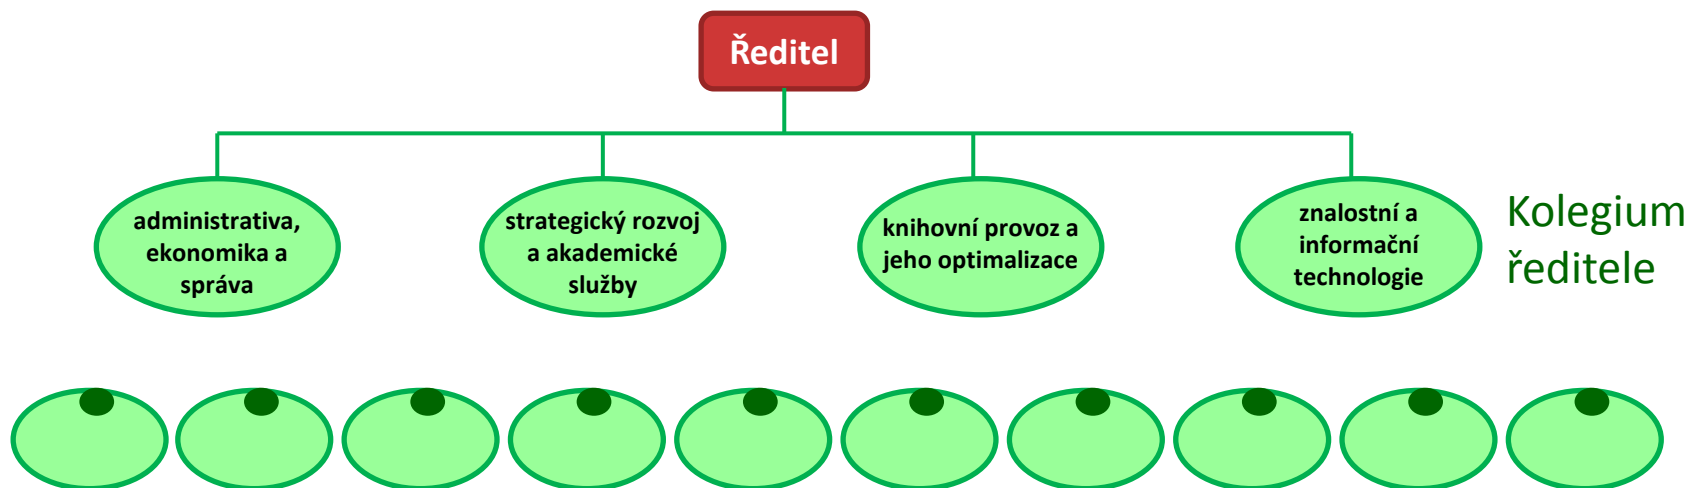 Ředitel
administrativa,
ekonomika a
správa
strategický rozvoj
a akademické
služby
knihovní provoz a
jeho optimalizace
znalostní a
informační
technologie
Kolegium
ředitele